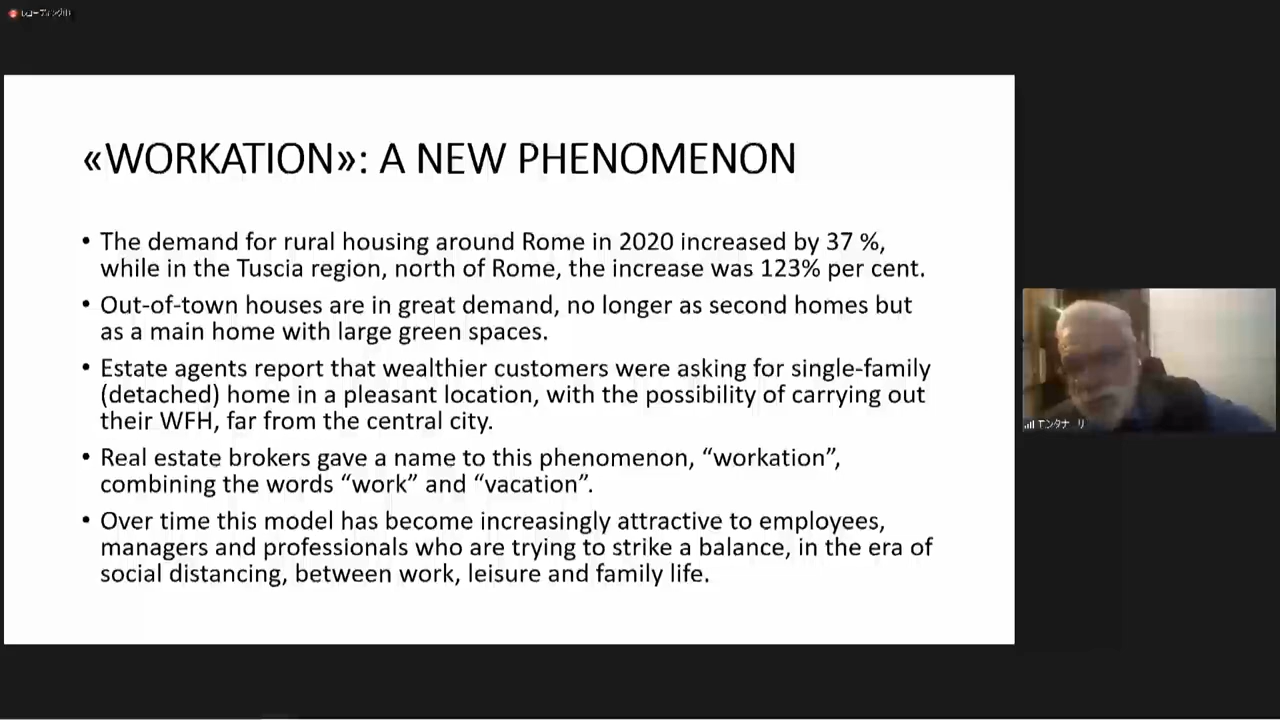 «WORKATION»: A NEW PHENOMENON
• The demand for rural housing around Rome in 2020 increased by 37 %,
while in the Tuscia region, north of Rome, the increase was 123% per cent.
• Out-of-town houses are in great demand, no longer as second homes but
as a main home with large green spaces.
• Estate agents report that wealthier customers were asking for single-family
(detached) home in a pleasant location, with the possibility of carrying out
their WFH, far from the central city.
• Real estate brokers gave a name to this phenomenon, “workation”,
combining the words “work” and “vacation”.
• Over time this model has become increasingly attractive to employees,
managers and professionals who are trying to strike a balance, in the era of
social distancing, between work, leisure and family life.